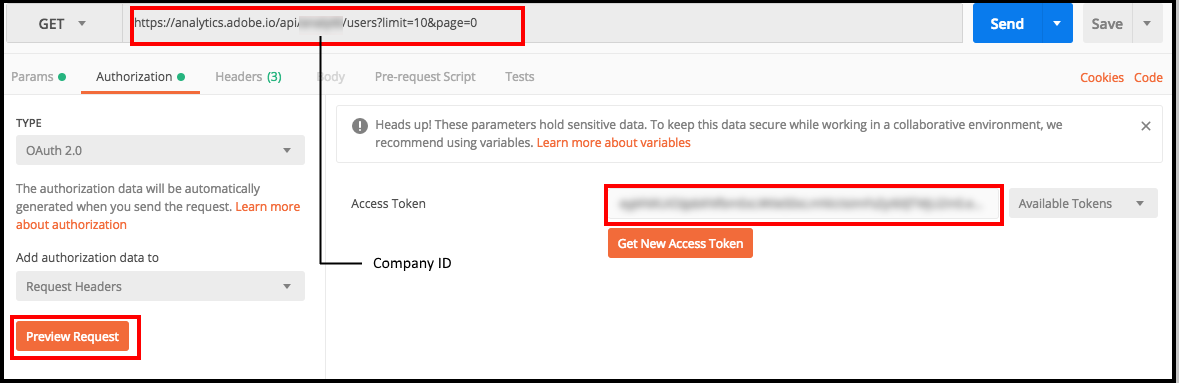 GET
https://analytics.adobe.io/api/ /users?limit=10&page=0
Send
Save
Params
Authorization
Headers (3)
Body
Pre-request Script
Tests
Cookies
Code
TYPE
OAuth 2.0
The authorization data will be automatically
generated when you send the request. Learn more
about authorization
Add authorization data to
Request Headers
Preview Request
Heads up! These parameters hold sensitive data. To keep this data secure while working in a collaborative environment, we
recommend using variables. Learn more about variables
Access Token
Available Tokens
Get New Access Token
Company ID